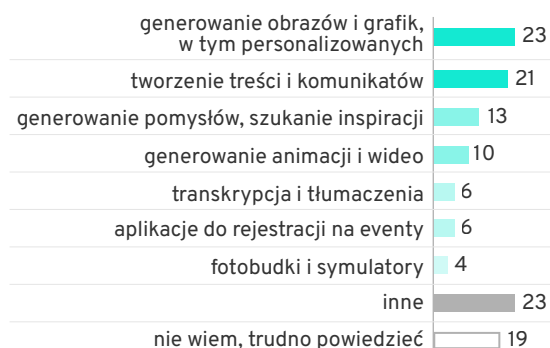 generowanie obrazów i grafik,
w tym personalizowanych 23
tworzenie treści i komunikatów 21
generowanie pomysłów, szukanie inspiracji 13
generowanie animacji i wideo 10
transkrypcja i tłumaczenia 6
aplikacje do rejestracji na eventy 6
fotobudki i symulatory 4
inne 23
nie wiem, trudno powiedzieć 19